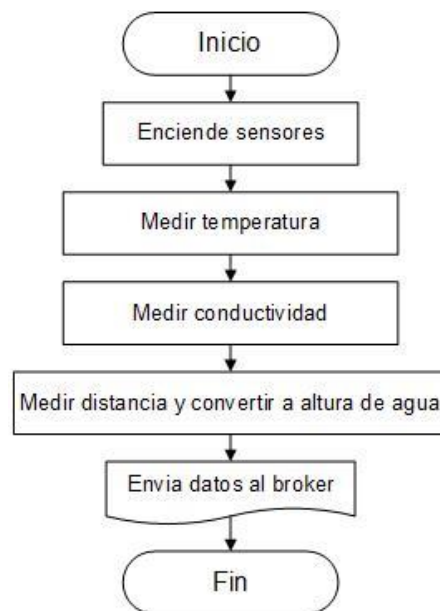 Inicio
Enciende sensores
Medir temperatura
Medir conductividad
Medir distancia y convertir a altura de agua
Envia datos al broker
Fin